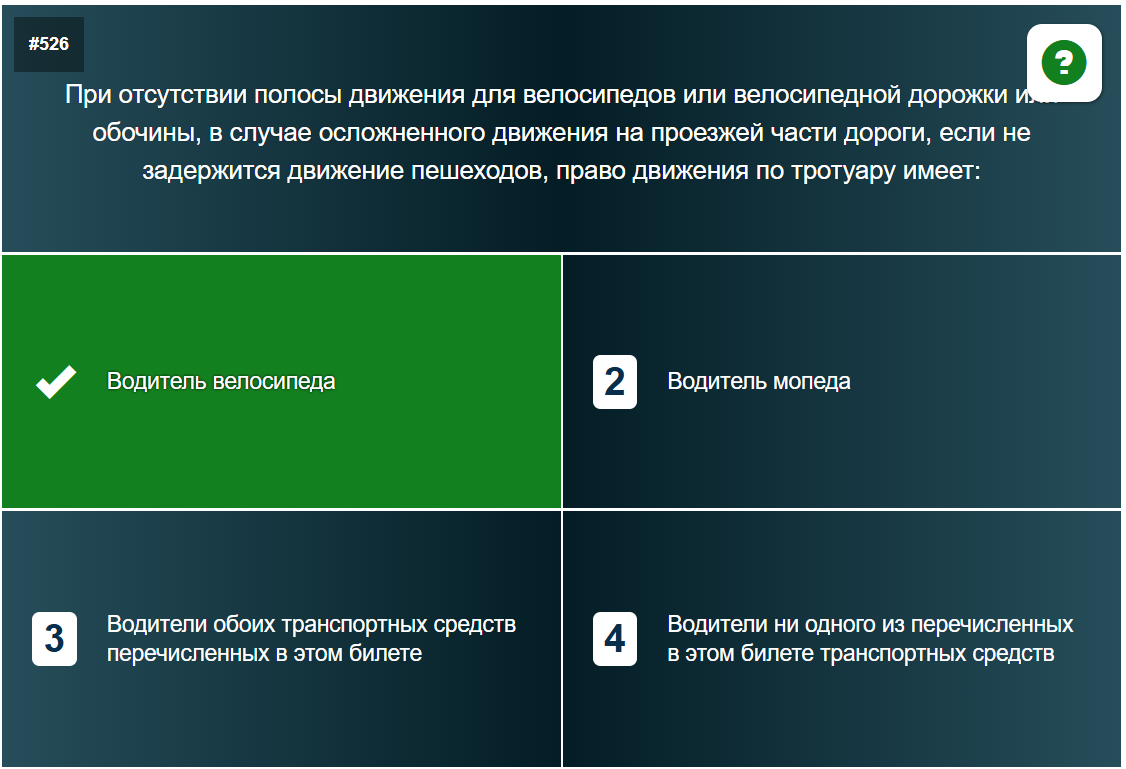 #526
?
При отсутствии полосы движения для велосипедов или велосипедной дорожки или
обочины, в случае осложненного движения на проезжей части дороги, если не
задержится движение пешеходов, право движения по тротуару имеет:
Водитель велосипеда
2 Водитель мопеда
3 Водители обоих транспортных средств
перечисленных в этом билете
4 Водители ни одного из перечисленных
в этом билете транспортных средств